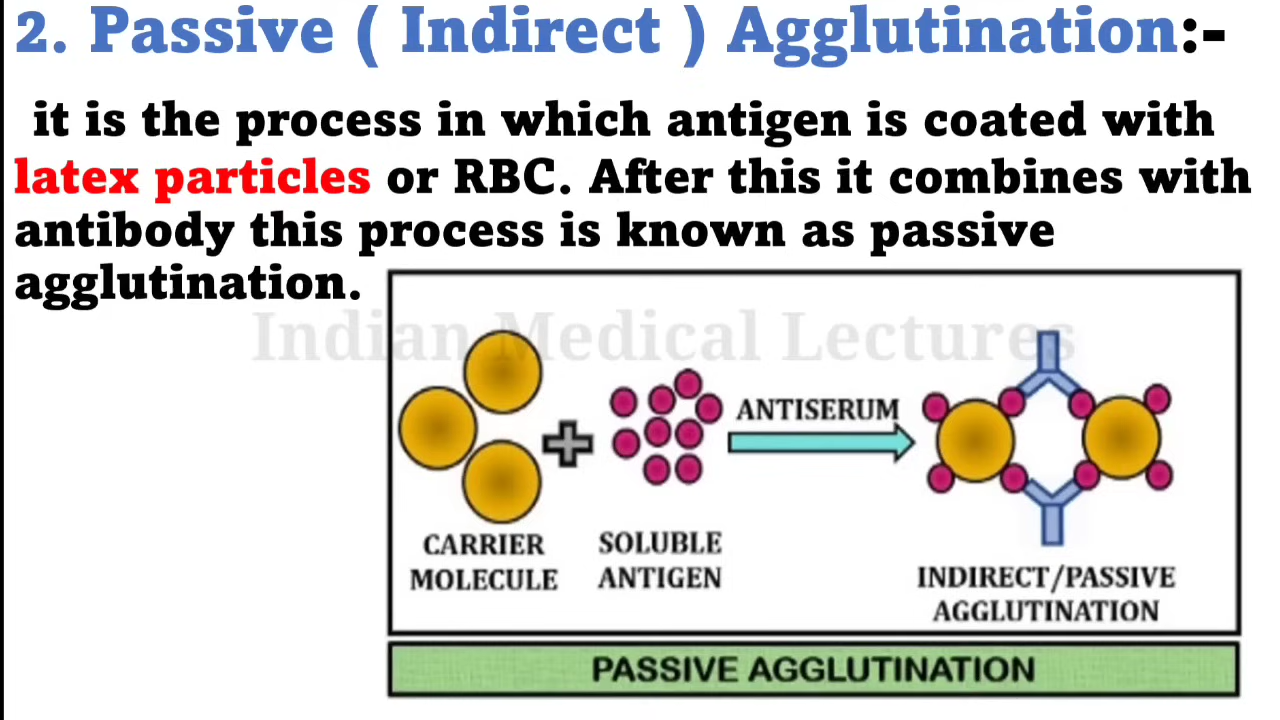 2. Passive ( Indirect ) Agglutination:-
it is the process in which antigen is coated with
latex particles or RBC. After this it combines with
antibody this process is known as passive
agglutination.
Indian Medical Lectures
ANTISERUM
CARRIER
MOLECULE
SOLUBLE
ANTIGEN
INDIRECT/PASSIVE
AGGLUTINATION
PASSIVE AGGLUTINATION